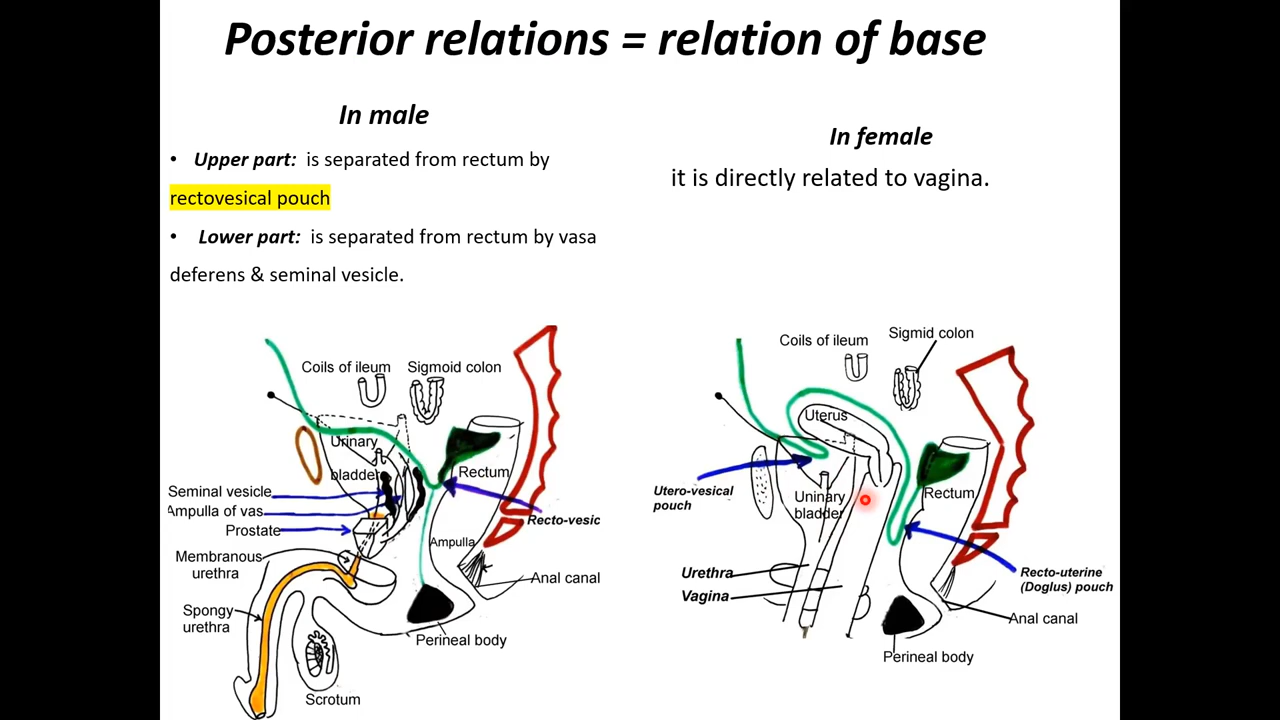 Posterior relations = relation of base
In male
• Upper part: is separated from rectum by
rectovesical pouch
• Lower part: is separated from rectum by vasa
deferens & seminal vesicle.
In female
it is directly related to vagina.
Coils of ileum
Sigmoid colon
Urinary
bladder
Rectum
Seminal vesicle
Ampulla of vas
Prostate
Recto-vesic
Ampulla
Membranous
urethra
Anal canal
Spongy
urethra
Perineal body
Scrotum
Coils of ileum
Sigmid colon
Uterus
Utero-vesical
pouch
Uninary
bladder
Rectum
Urethra
Vagina
Recto-uterine
(Doglus) pouch
Anal canal
Perineal body